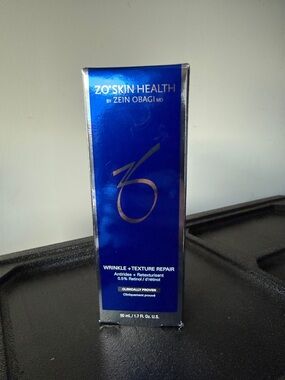 ZO® SKIN HEALTH
BY ZEIN OBAGI MD
WRINKLE + TEXTURE REPAIR
Antirides + Retexturisant
0.5% Retinol / d'rétinol
CLINICALLY PROVEN
Cliniquement prouvé
50 mL / 1.7 Fl. Oz. U.S.